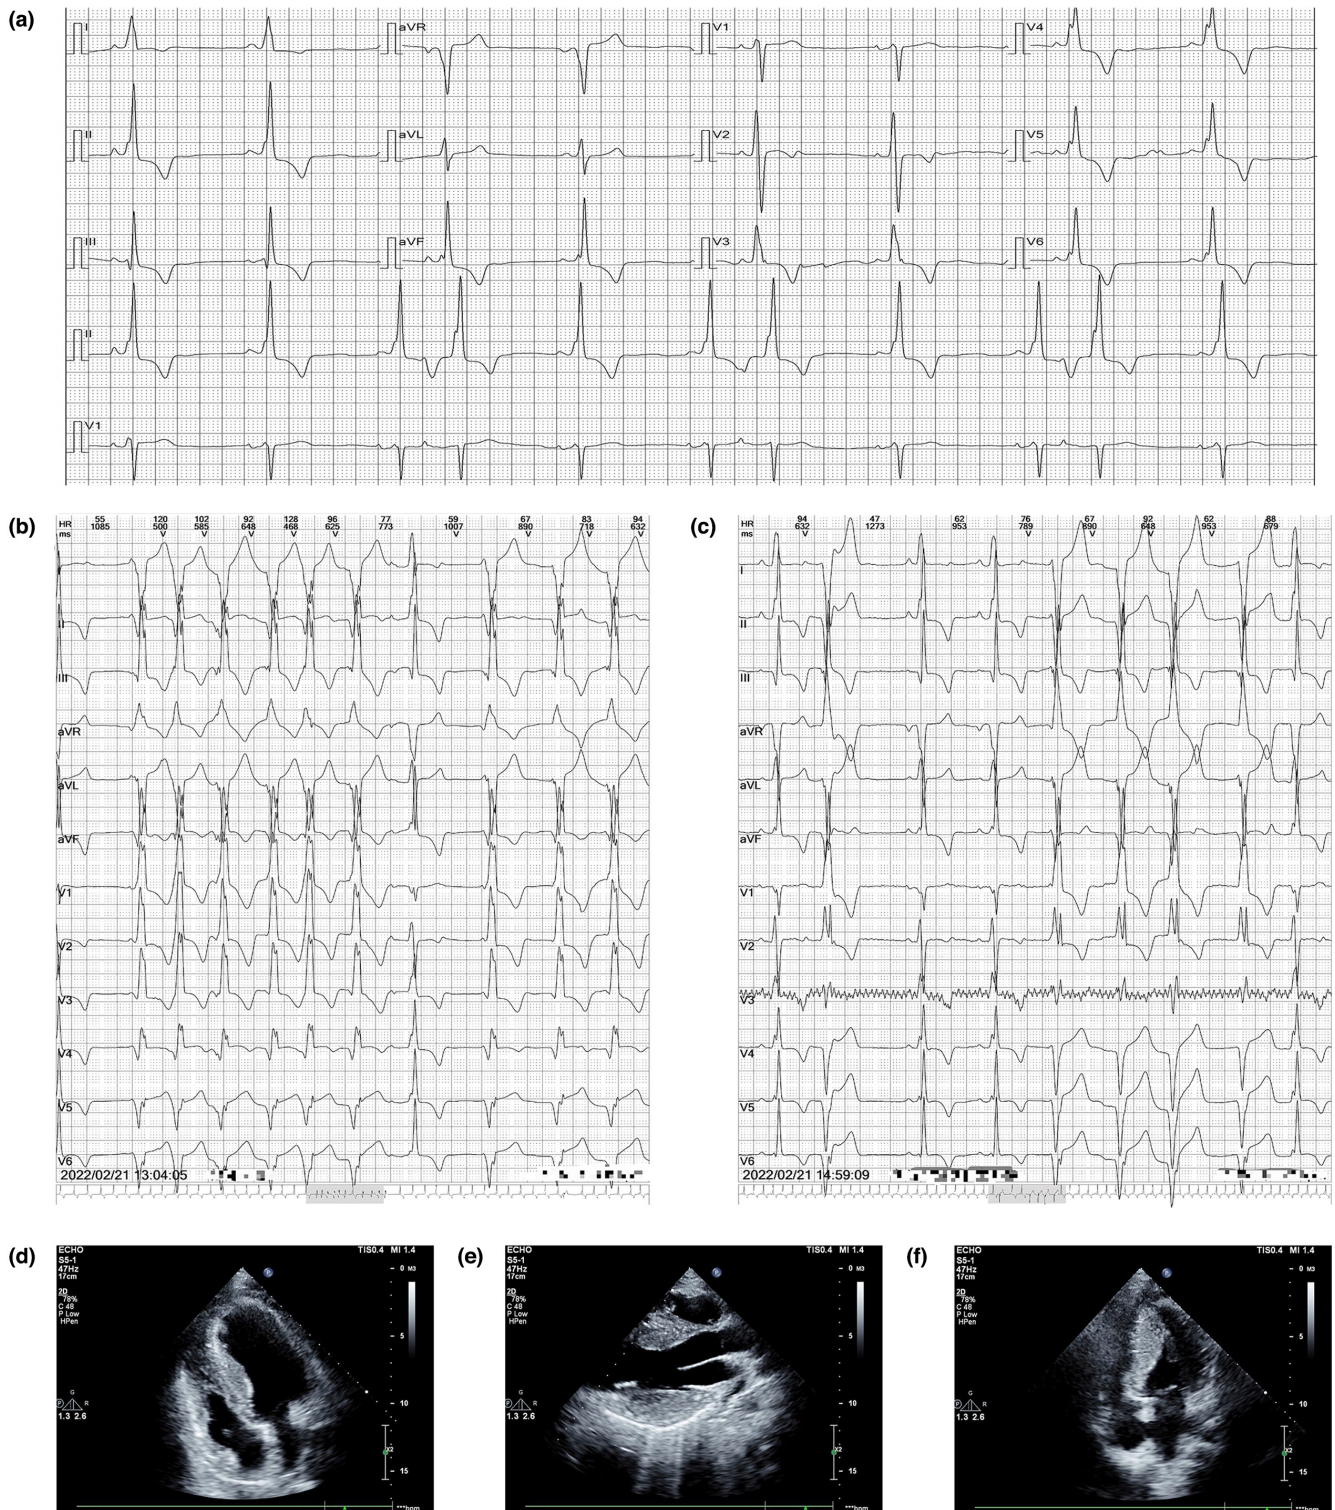 (a)
I aVR V1 V4
II aVL V2 V5
III aVF V3 V6
II
V1
(b)
HR 55 120 102 92 128 96 77 59 67 83 94
ms 1085 500 V 585 V 648 V 468 V 625 V 773 V 1007 890 V 718 V 632 V
I
II
III
aVR
aVL
aVF
V1
V2
V3
V4
V5
V6
2022/02/21 13:04:05
(c)
HR 94 47 62 76 67 92 62 88
ms 632 V 1273 953 789 V 890 V 648 V 953 V 679
I
II
III
aVR
aVL
aVF
V1
V2
V3
V4
V5
V6
2022/02/21 14:59:09
(d)
ECHO TIS0.4 MI 1.4
S5-1
47Hz
17cm
2D
78%
C 48
P Low
HPen
P
0 M3
5
10
15
G
P R
1.3 2.6
X2
***bpm
(e)
ECHO TIS0.4 MI 1.4
S5-1
47Hz
17cm
2D
78%
C 48
P Low
HPen
P
0 M3
5
10
15
G
P R
1.3 2.6
X2
***bpm
(f)
ECHO TIS0.4 MI 1.4
S5-1
47Hz
17cm
2D
78%
C 48
P Low
HPen
P
0 M3
5
10
15
G
P R
1.3 2.6
X2
***bpm